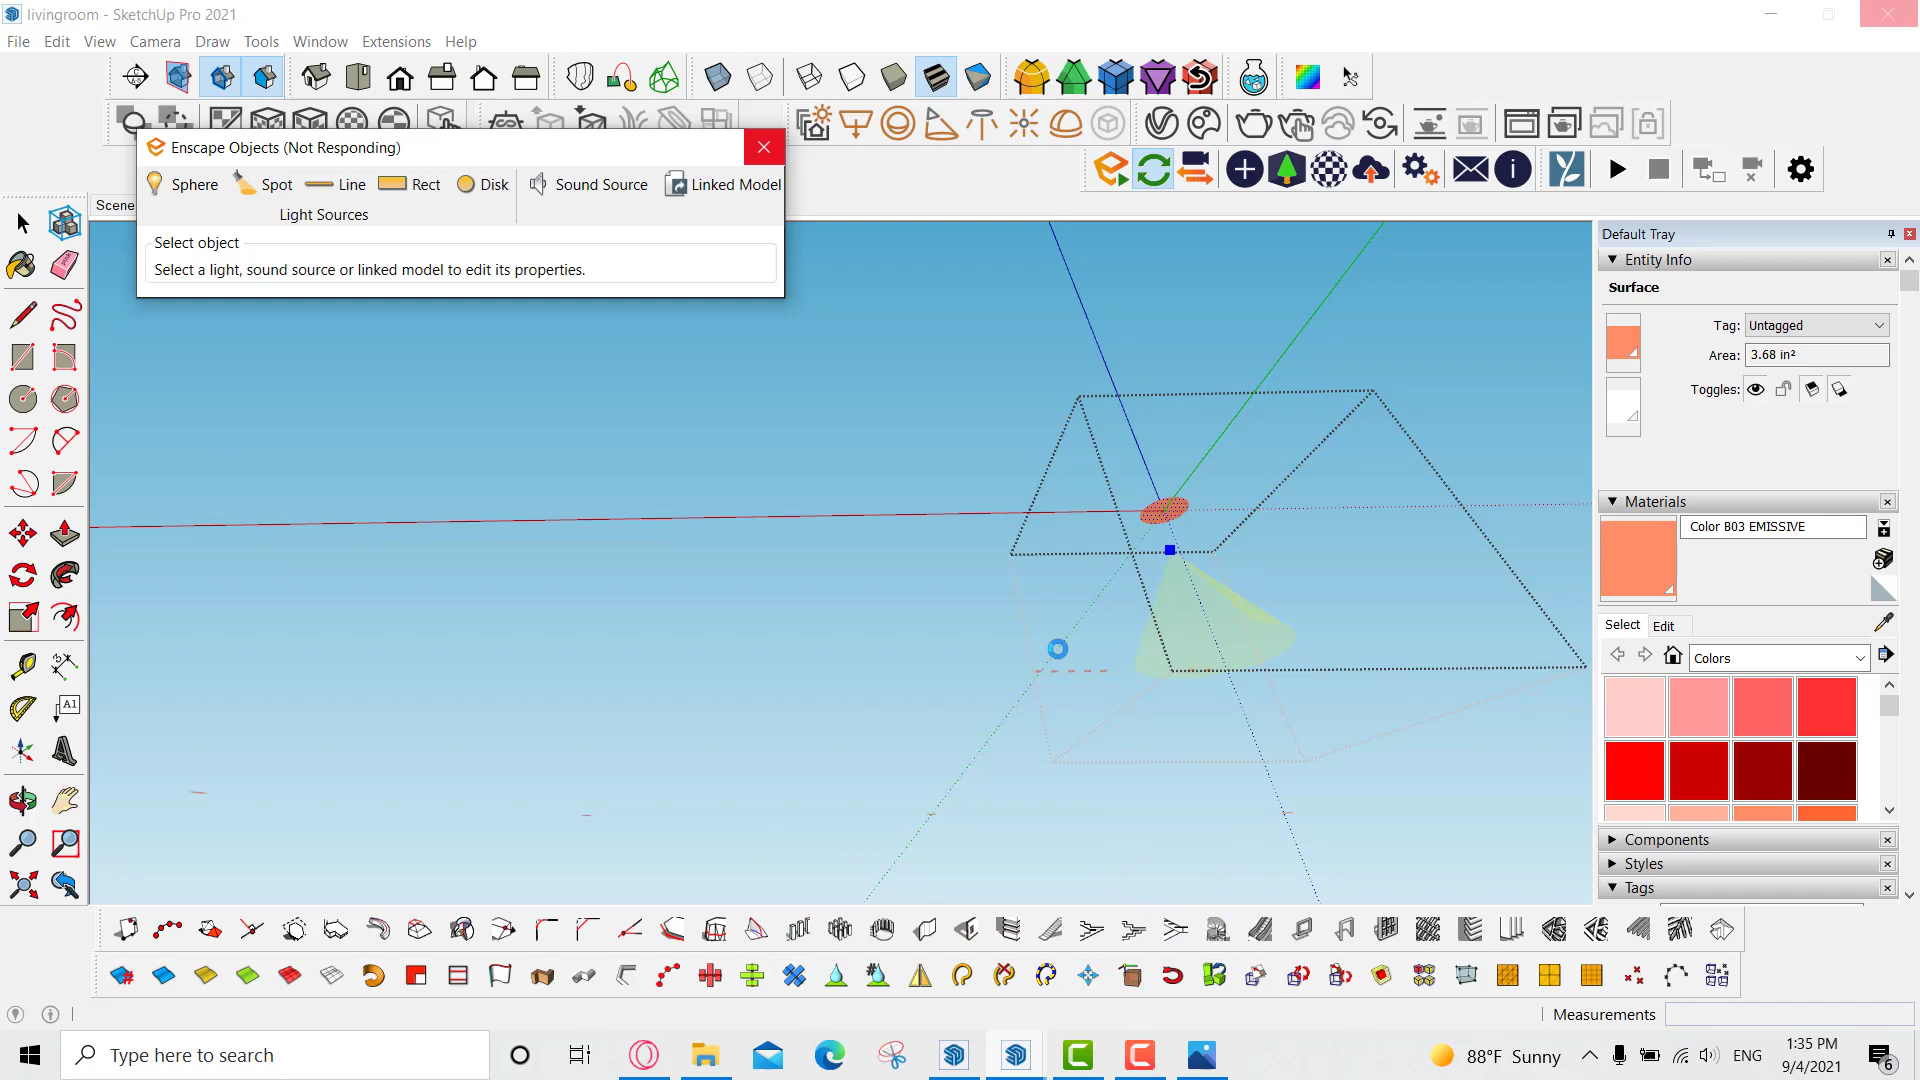 livingroom - SketchUp Pro 2021
File Edit View Camera Draw Tools Window Extensions Help
Enscape Objects (Not Responding)
Sphere Spot Line Rect Disk Sound Source Linked Model
Light Sources
Select object
Select a light, sound source or linked model to edit its properties.
Scene
Default Tray
Entity Info
Surface
Tag: Untagged
Area: 3.68 in²
Toggles:
Materials
Color B03 EMISSIVE
Select Edit
Colors
Components
Styles
Tags
A1
Measurements
Type here to search
88°F Sunny
ENG
1:35 PM
9/4/2021
6